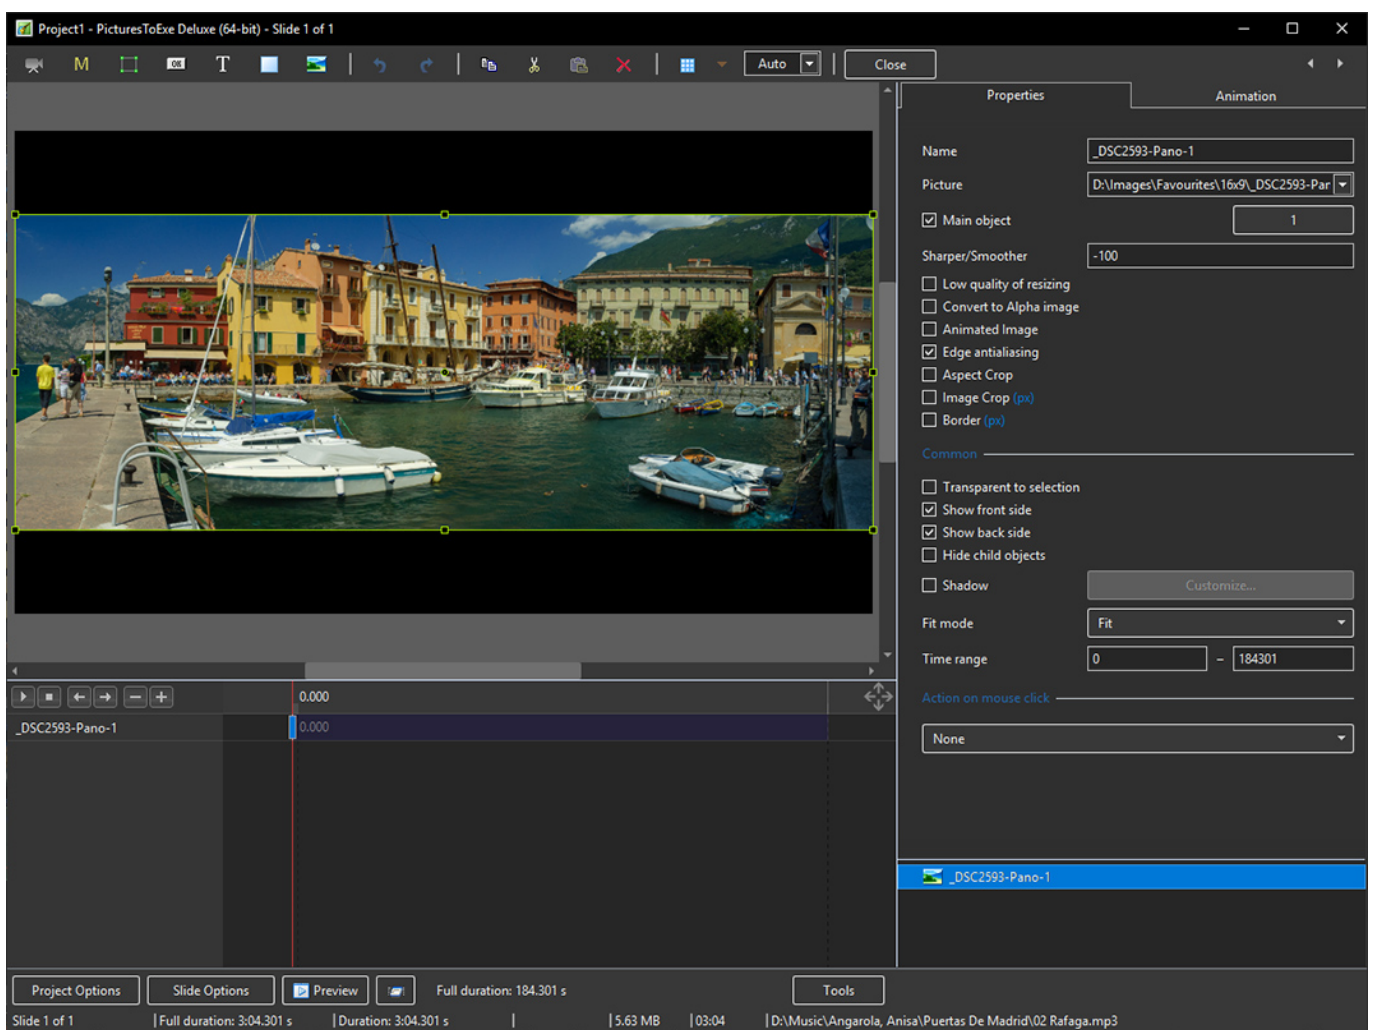 Project1 - PicturesToExe Deluxe (64-bit) - Slide 1 of 1
M OK T Auto Close
Properties Animation
Name _DSC2593-Pano-1
Picture D:\Images\Favourites\16x9\_DSC2593-Par
Main object 1
Sharper/Smoother -100
Low quality of resizing
Convert to Alpha image
Animated Image
Edge antialiasing
Aspect Crop
Image Crop (px)
Border (px)
Common
Transparent to selection
Show front side
Show back side
Hide child objects
Shadow Customize...
Fit mode Fit
Time range 0 – 184301
Action on mouse click
None
0.000
_DSC2593-Pano-1 0.000
_DSC2593-Pano-1
Project Options Slide Options Preview Full duration: 184.301 s Tools
Slide 1 of 1 |Full duration: 3:04.301 s |Duration: 3:04.301 s | |5.63 MB |03:04 |D:\Music\Angarola, Anisa\Puertas De Madrid\02 Rafaga.mp3